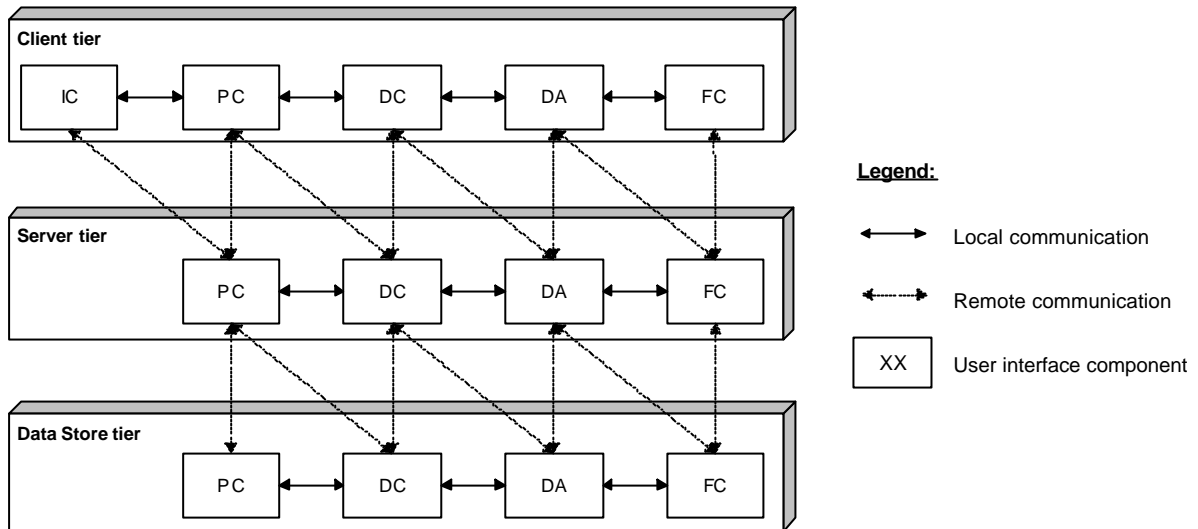 Client tier
IC
PC
DC
DA
FC
Server tier
PC
DC
DA
FC
Data Store tier
PC
DC
DA
FC
Legend:
Local communication
Remote communication
XX
User interface component